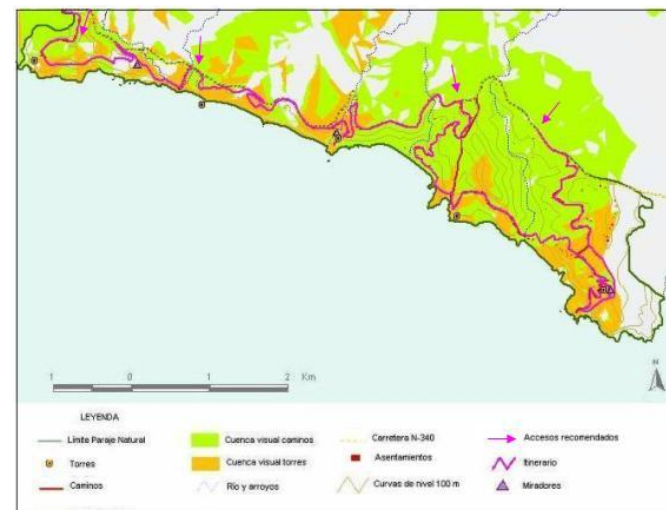 1 0 1 2 Km
N
LEYENDA
Límite Paraje Natural
Cuenca visual caminos
Carretera N-340
Accesos recomendados
Torres
Cuenca visual torres
Asentamientos
Itinerario
Caminos
Río y arroyos
Curvas de nivel 100 m
Miradores